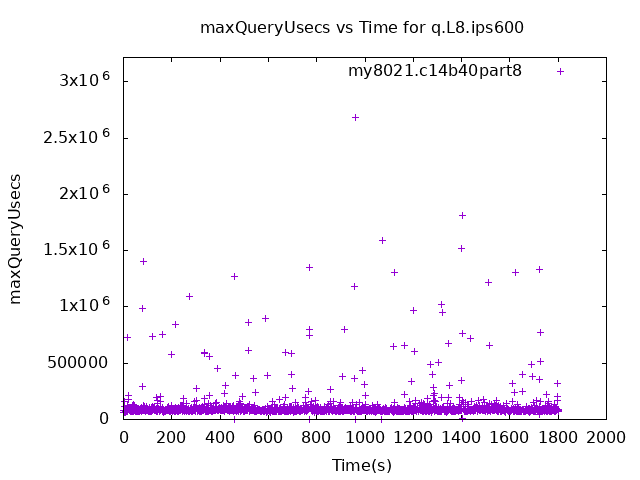 maxQueryUsecs vs Time for q.L8.ips600
my8021.c14b40part8
maxQueryUsecs
3x10^6
2.5x10^6
2x10^6
1.5x10^6
1x10^6
500000
0
0 200 400 600 800 1000 1200 1400 1600 1800 2000
Time(s)